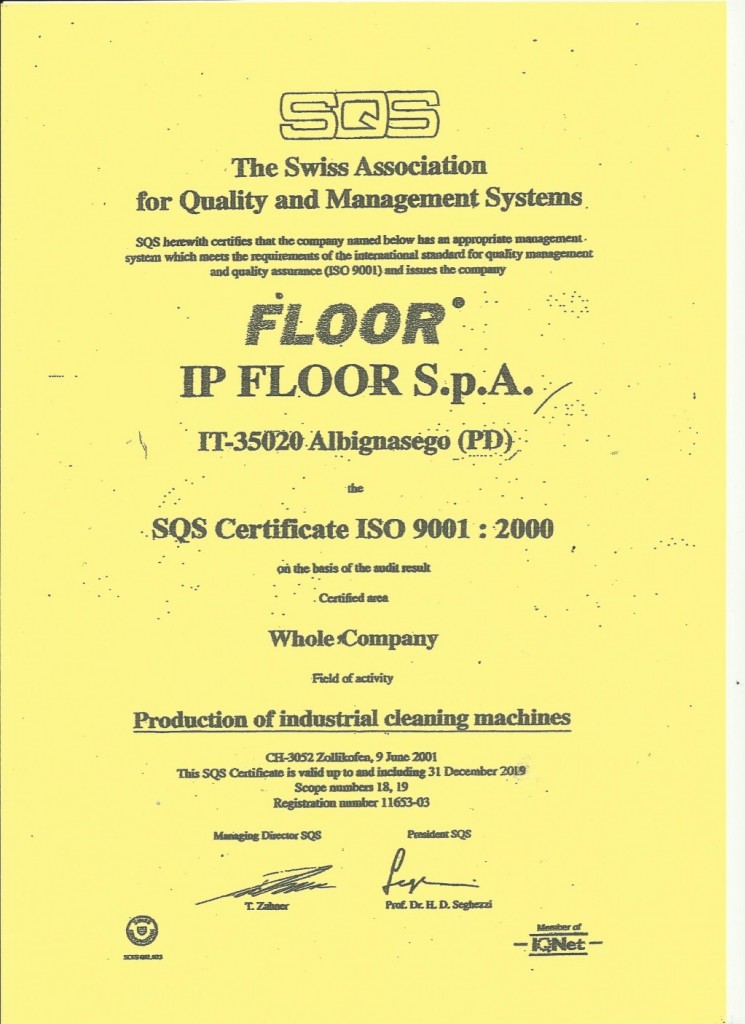 SQS
The Swiss Association
for Quality and Management Systems
SQS herewith certifies that the company named below has an appropriate management
system which meets the requirements of the international standard for quality management
and quality assurance (ISO 9001) and issues the company
FLOOR®
IP FLOOR S.p.A.
IT-35020 Albignasego (PD)
the
SQS Certificate ISO 9001 : 2000
on the basis of the audit result
Certified area
Whole Company
Field of activity
Production of industrial cleaning machines
CH-3052 Zollikofen, 9 June 2001
This SQS Certificate is valid up to and including 31 December 2019
Scope numbers 18, 19
Registration number 11653-03
Managing Director SQS
President SQS
T. Zahner
Prof. Dr. H. D. Seghezzi
Member of
IQNet